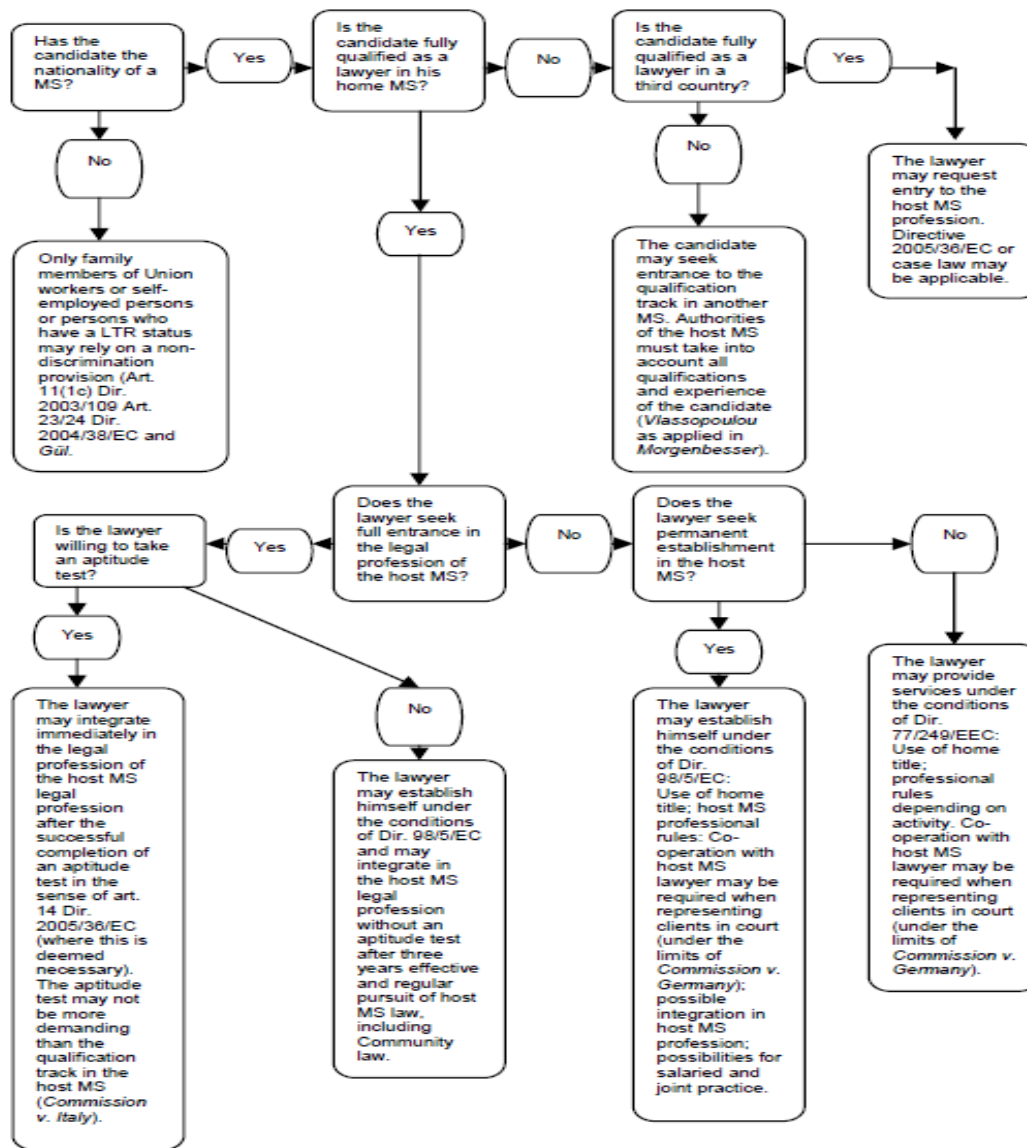 Has the
candidate the
nationality of a
MS?
Yes
Is the
candidate fully
qualified as a
lawyer in his
home MS?
No
Is the
candidate fully
qualified as a
lawyer in a
third country?
Yes
No
Only family
members of Union
workers or self-
employed persons
or persons who
have a LTR status
may rely on a non-
discrimination
provision (Art.
11(1c) Dir.
2003/109 Art.
23/24 Dir.
2004/38/EC and
Gül.
Yes
No
The candidate
may seek
entrance to the
qualification
track in another
MS. Authorities
of the host MS
must take into
account all
qualifications
and experience
of the candidate
(Vlassopoulou
as applied in
Morgenbesser).
The lawyer
may request
entry to the
host MS
profession.
Directive
2005/36/EC or
case law may
be applicable.
Is the lawyer
willing to take
an aptitude
test?
Yes
Does the
lawyer seek
full entrance in
the legal
profession of
the host MS?
No
Does the
lawyer seek
permanent
establishment
in the host
MS?
No
Yes
The lawyer
may integrate
immediately in
the legal
profession of
the host MS
legal
profession
after the
successful
completion of
an aptitude
test in the
sense of art.
14 Dir.
2005/36/EC
(where this is
deemed
necessary).
The aptitude
test may not
be more
demanding
than the
qualification
track in the
host MS
(Commission
v. Italy).
No
The lawyer
may establish
himself under
the conditions
of Dir. 98/5/EC
and may
integrate in
the host MS
legal
profession
without an
aptitude test
after three
years effective
and regular
pursuit of host
MS law,
including
Community
law.
Yes
The lawyer
may establish
himself under
the conditions
of Dir.
98/5/EC:
Use of home
title; host MS
professional
rules: Co-
operation with
host MS
lawyer may be
required when
representing
clients in court
(under the
limits of
Commission v.
Germany);
possible
integration in
host MS
profession;
possibilities for
salaried and
joint practice.
The lawyer
may provide
services under
the conditions
of Dir.
77/249/EEC:
Use of home
title;
professional
rules
depending on
activity. Co-
operation with
host MS
lawyer may be
required when
representing
clients in court
(under the
limits of
Commission v.
Germany).